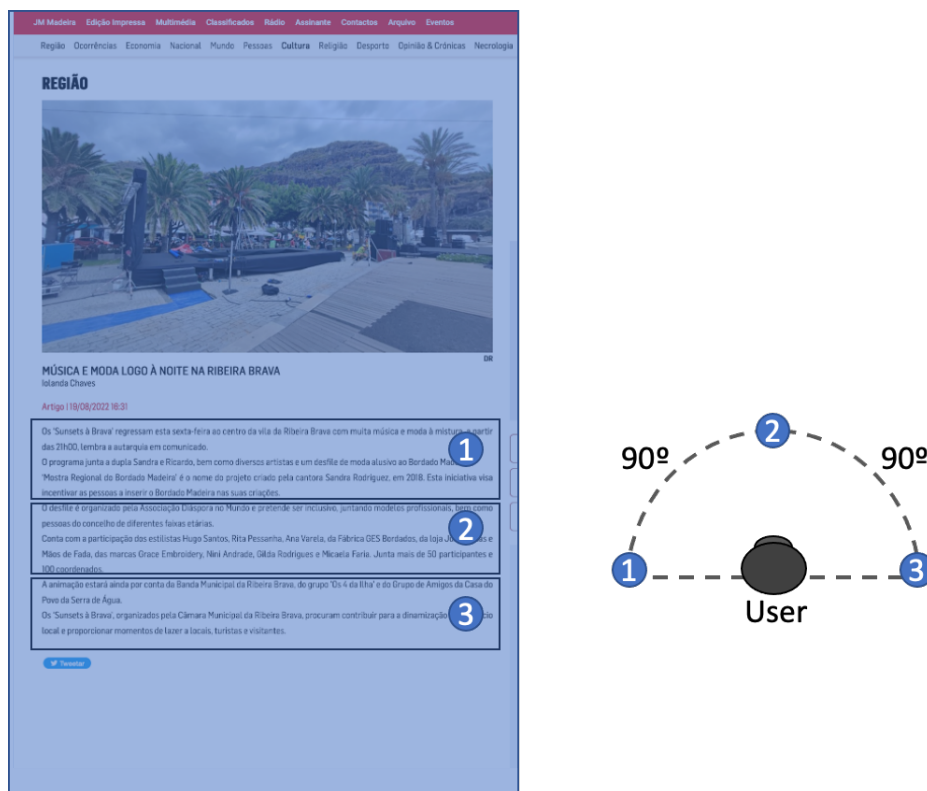 JM Madeira Edição Impressa Multimédia Classificados Rádio Assinante Contactos Arquivo Eventos
Região Ocorrências Economia Nacional Mundo Pessoas Cultura Religião Desporto Opinião & Crónicas Necrologia
REGIÃO
DR
MÚSICA E MODA LOGO À NOITE NA RIBEIRA BRAVA
Iolanda Chaves
Artigo | 19/08/2022 16:31
Os 'Sunsets à Brava' regressam esta sexta-feira ao centro da vila da Ribeira Brava com muita música e moda à mistura, a partir
das 21h00, lembra a autarquia em comunicado.
O programa junta a dupla Sandra e Ricardo, bem como diversos artistas e um desfile de moda alusivo ao Bordado
'Mostra Regional do Bordado Madeira' é o nome do projeto criado pela cantora Sandra Rodriguez, em 2018. Esta iniciativa visa
incentivar as pessoas a inserir o Bordado Madeira nas suas criações.
1
O desfile é organizado pela Associação Diáspora no Mundo e pretende ser inclusivo, juntando modelos profissionais, bem como
pessoas do concelho de diferentes faixas etárias.
Conta com a participação dos estilistas Hugo Santos, Rita Pessanha, Ana Varela, da Fábrica GES Bordados, da loja e
Mães de Fada, das marcas Grace Embroidery, Nini Andrade, Gilda Rodrigues e Micaela Faria. Junta mais de 50 participantes e
100 coordenados.
2
A animação estará ainda por conta da Banda Municipal da Ribeira Brava, do grupo 'Os 4 da Ilha' e do Grupo de Amigos da Casa do
Povo da Serra de Água.
Os 'Sunsets à Brava', organizados pela Câmara Municipal da Ribeira Brava, procuram contribuir para a dinamização
local e proporcionar momentos de lazer a locais, turistas e visitantes.
3
Tweetar
2
90º 90º
1 3
User